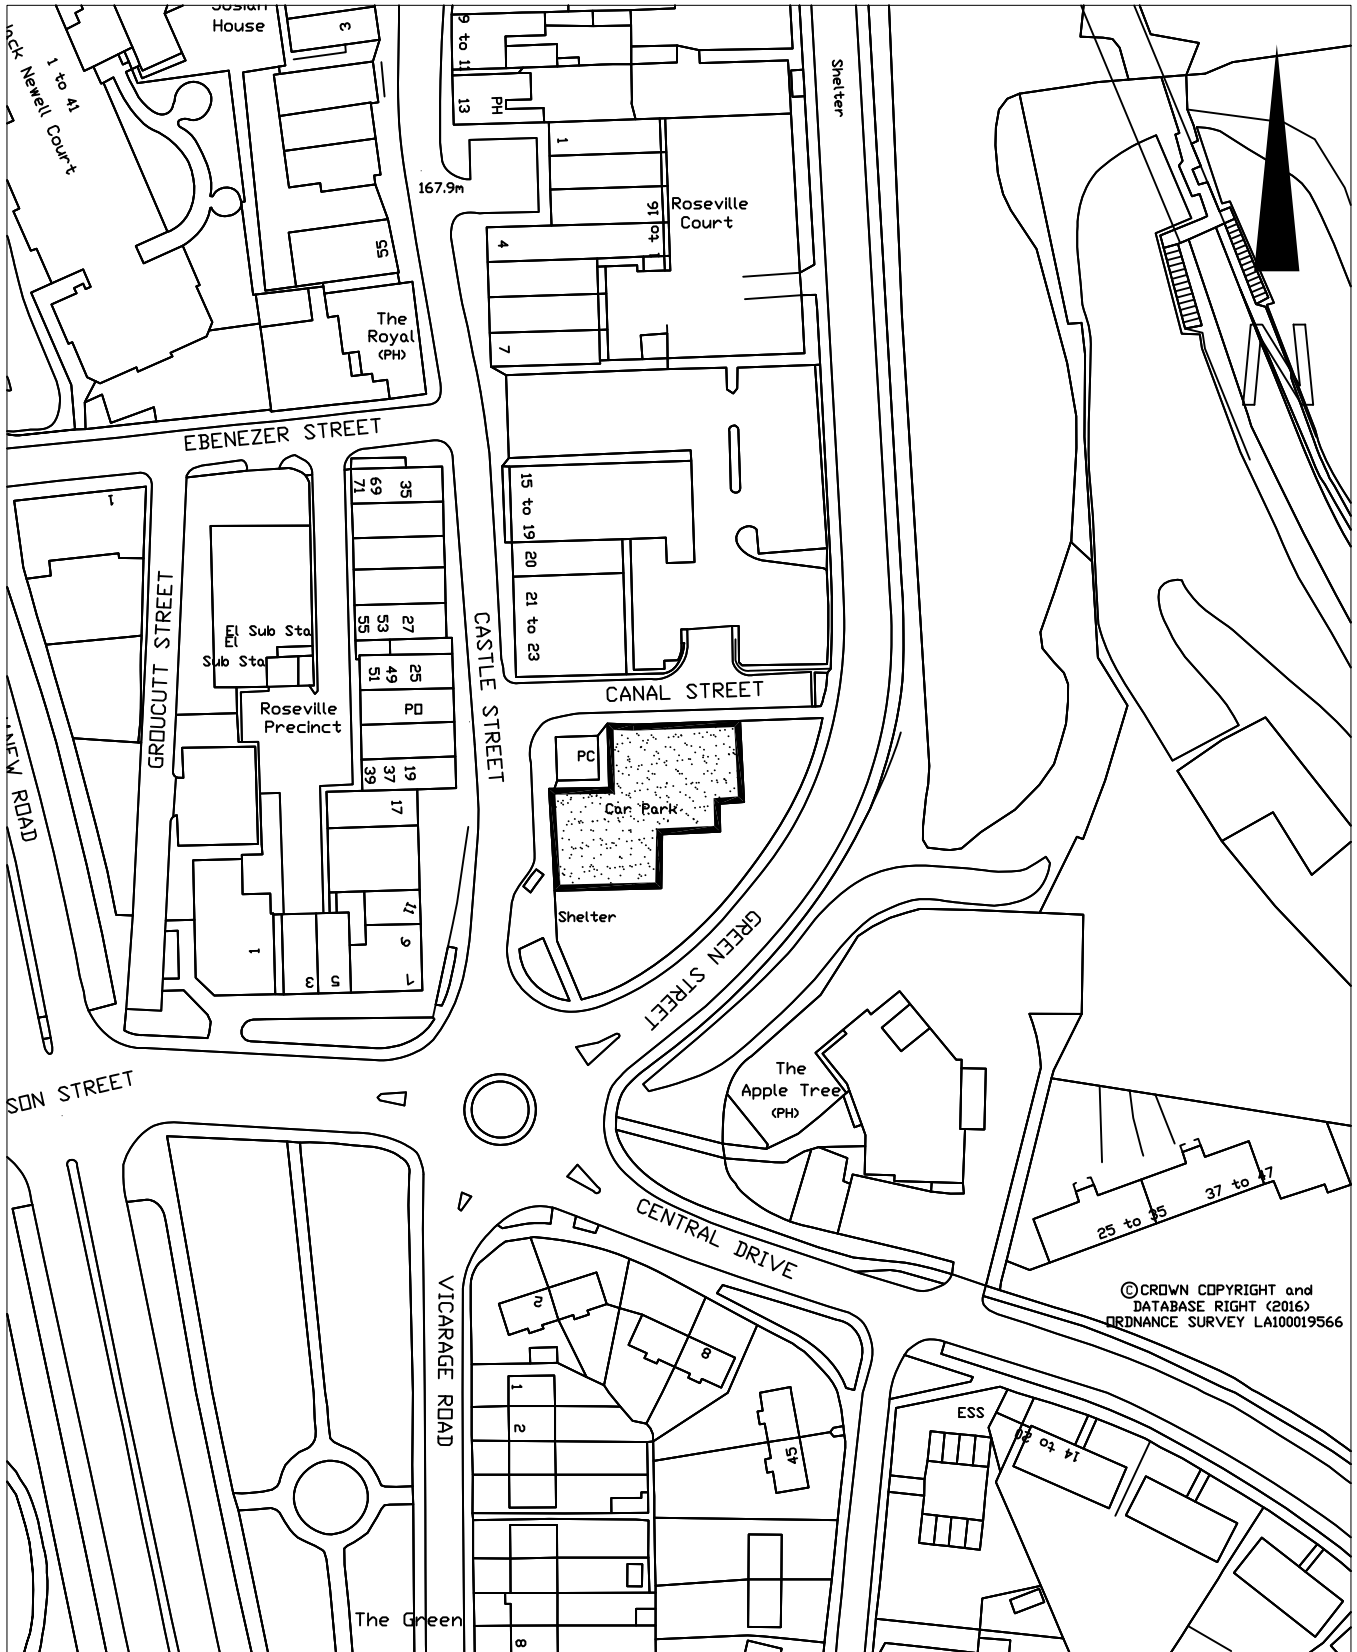 Josiah
House
3
9 to 11
13
PH
Shelter
1 to 41
Jack Newell Court
1
167.9m
1 to 16
Roseville
Court
4
55
The
Royal
(PH)
7
N
EBENEZER STREET
1
71
69
35
15 to 19
20
21 to 23
GROUCUTT STREET
El Sub Sta
El
Sub Sta
55
53
27
51
49
25
CASTLE STREET
CANAL STREET
Roseville
Precinct
PO
PC
39
37
19
17
Car Park
NEW ROAD
Shelter
11
9
7
1
3
5
GREEN STREET
The
Apple Tree
(PH)
SON STREET
37 to 47
25 to 35
CENTRAL DRIVE
©CROWN COPYRIGHT and
DATABASE RIGHT (2016)
ORDNANCE SURVEY LA100019566
VICARAGE ROAD
2
8
1
2
45
ESS
14 to 20
The Green
8